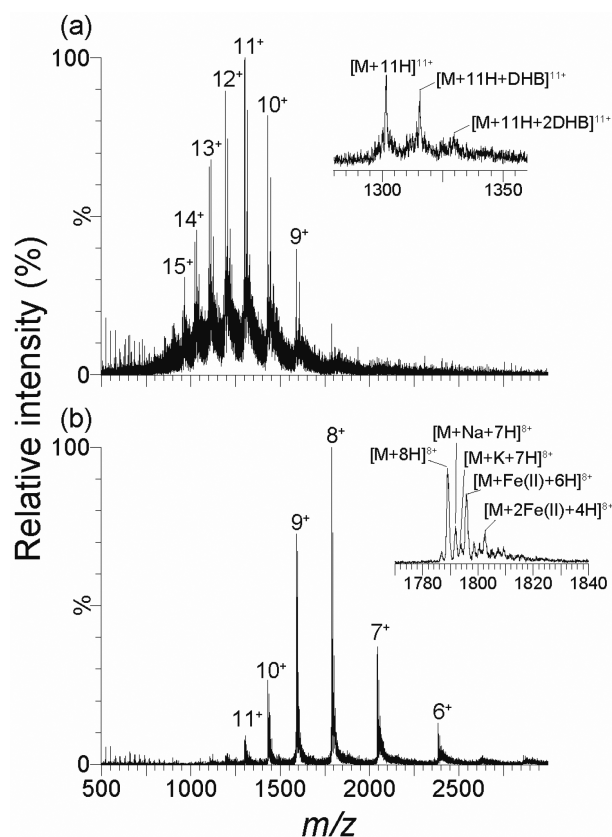 (a)
100
%
0
15⁺
14⁺
13⁺
12⁺
11⁺
10⁺
9⁺
[M+11H]¹¹⁺
[M+11H+DHB]¹¹⁺
[M+11H+2DHB]¹¹⁺
1300 1350
Relative intensity (%)
(b)
100
%
0
11⁺
10⁺
9⁺
8⁺
7⁺
6⁺
[M+Na+7H]⁸⁺
[M+8H]⁸⁺
[M+K+7H]⁸⁺
[M+Fe(II)+6H]⁸⁺
[M+2Fe(II)+4H]⁸⁺
1780 1800 1820 1840
500 1000 1500 2000 2500
m/z